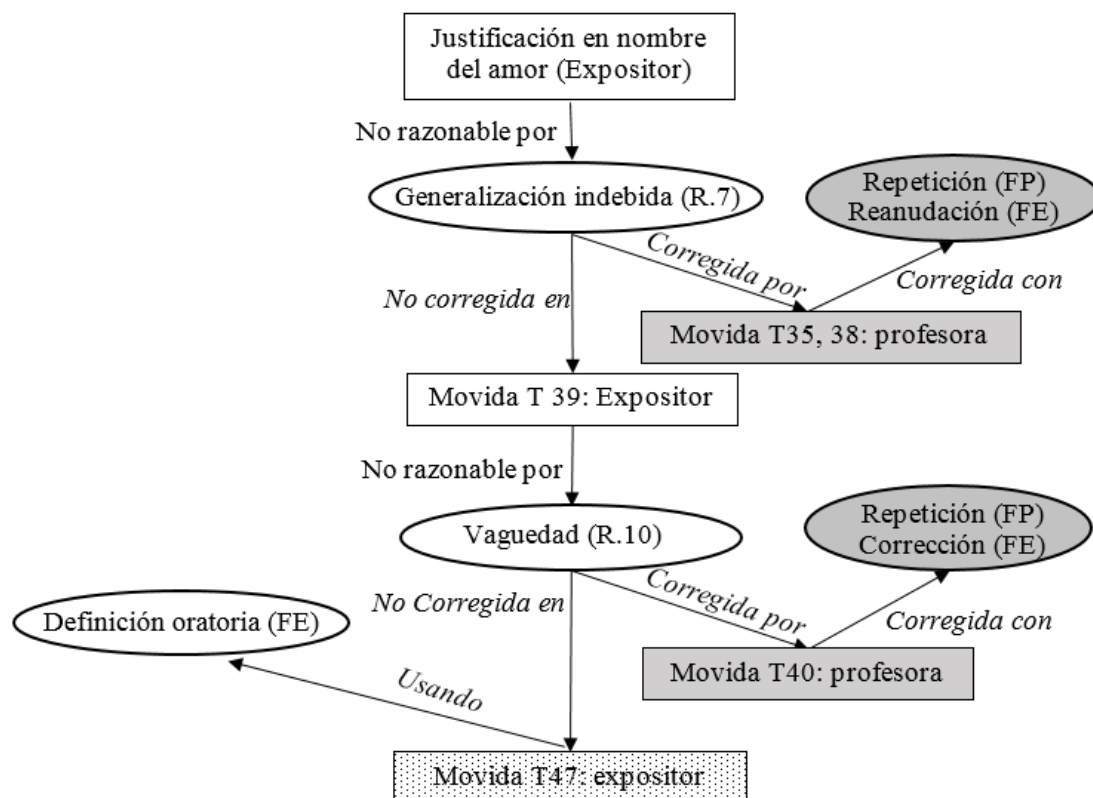 Justificación en nombre
del amor (Expositor)
No razonable por
Generalización indebida (R.7)
Repetición (FP)
Reanudación (FE)
Corregida por
Corregida con
No corregida en
Movida T35, 38: profesora
Movida T 39: Expositor
No razonable por
Vaguedad (R.10)
Repetición (FP)
Corrección (FE)
Corregida por
Corregida con
No Corregida en
Definición oratoria (FE)
Movida T40: profesora
Usando
Movida T47: expositor